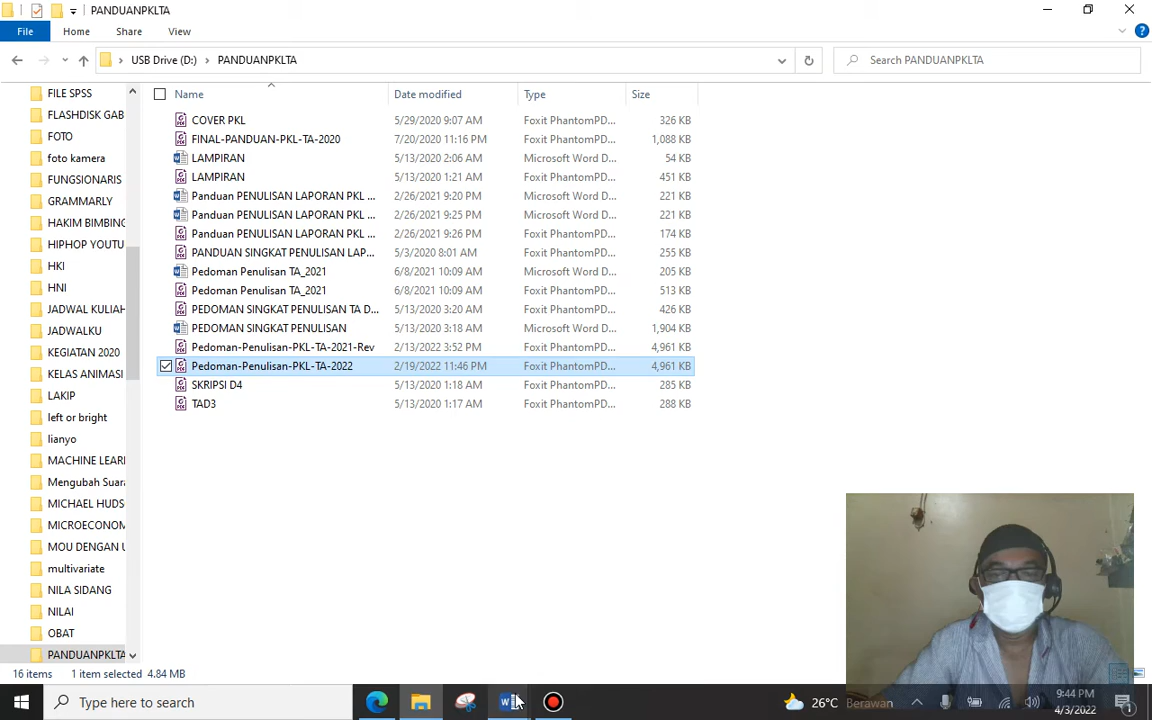 PANDUANPKLTA
File Home Share View
USB Drive (D:) PANDUANPKLTA Search PANDUANPKLTA
Name Date modified Type Size
FILE SPSS
FLASHDISK GAB
FOTO
foto kamera
FUNGSIONARIS
GRAMMARLY
HAKIM BIMBING
HIPHOP YOUTU
HKI
HNI
JADWAL KULIAH
JADWALKU
KEGIATAN 2020
KELAS ANIMASI
LAKIP
left or bright
lianyo
MACHINE LEARI
Mengubah Suara
MICHAEL HUDS
MICROECONOM
MOU DENGAN U
multivariate
NILA SIDANG
NILAI
OBAT
PANDUANPKLTA
COVER PKL 5/29/2020 9:07 AM Foxit PhantomPD... 326 KB
FINAL-PANDUAN-PKL-TA-2020 7/20/2020 11:16 PM Foxit PhantomPD... 1,088 KB
LAMPIRAN 5/13/2020 2:06 AM Microsoft Word D... 54 KB
LAMPIRAN 5/13/2020 1:21 AM Foxit PhantomPD... 451 KB
Panduan PENULISAN LAPORAN PKL ... 2/26/2021 9:20 PM Microsoft Word D... 221 KB
Panduan PENULISAN LAPORAN PKL ... 2/26/2021 9:25 PM Microsoft Word D... 221 KB
Panduan PENULISAN LAPORAN PKL ... 2/26/2021 9:26 PM Foxit PhantomPD... 174 KB
PANDUAN SINGKAT PENULISAN LAP... 5/3/2020 8:01 AM Foxit PhantomPD... 255 KB
Pedoman Penulisan TA_2021 6/8/2021 10:09 AM Microsoft Word D... 205 KB
Pedoman Penulisan TA_2021 6/8/2021 10:09 AM Foxit PhantomPD... 513 KB
PEDOMAN SINGKAT PENULISAN TA D... 5/13/2020 3:20 AM Foxit PhantomPD... 426 KB
PEDOMAN SINGKAT PENULISAN 5/13/2020 3:18 AM Microsoft Word D... 1,904 KB
Pedoman-Penulisan-PKL-TA-2021-Rev 2/13/2022 3:52 PM Foxit PhantomPD... 4,961 KB
Pedoman-Penulisan-PKL-TA-2022 2/19/2022 11:46 PM Foxit PhantomPD... 4,961 KB
SKRIPSI D4 5/13/2020 1:18 AM Foxit PhantomPD... 285 KB
TAD3 5/13/2020 1:17 AM Foxit PhantomPD... 288 KB
16 items 1 item selected 4.84 MB
Type here to search 26°C Berawan 9:44 PM
4/3/2022